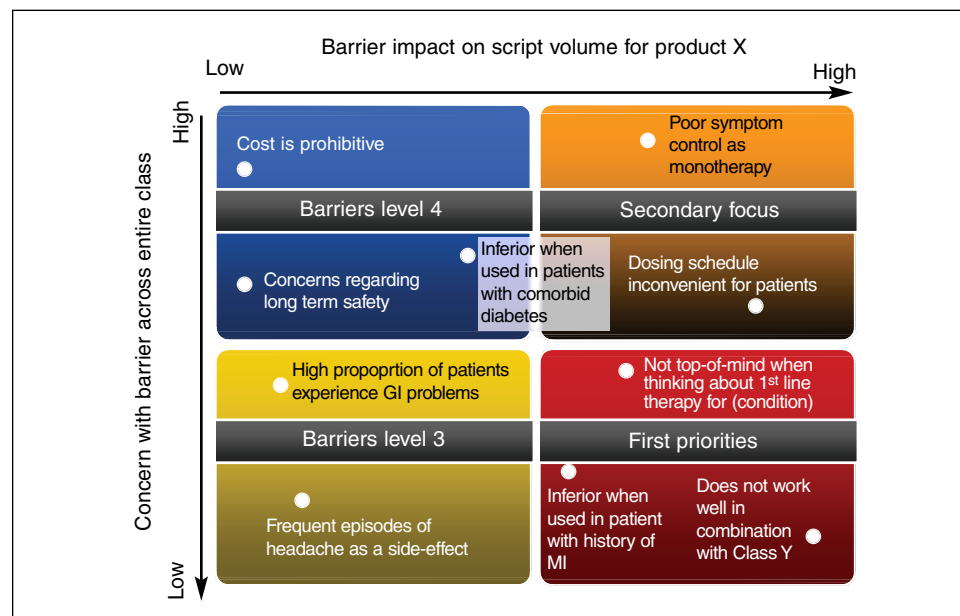 Barrier impact on script volume for product X
Low
High
Concern with barrier across entire class
High
Low
Cost is prohibitive
Barriers level 4
Concerns regarding
long term safety
Inferior when
used in patients
with comorbid
diabetes
Poor symptom
control as
monotherapy
Secondary focus
Dosing schedule
inconvenient for patients
High propoprtion of patients
experience GI problems
Barriers level 3
Frequent episodes of
headache as a side-effect
Not top-of-mind when
thinking about 1st line
therapy for (condition)
First priorities
Inferior when
used in patient
with history of
MI
Does not work
well in
combination
with Class Y